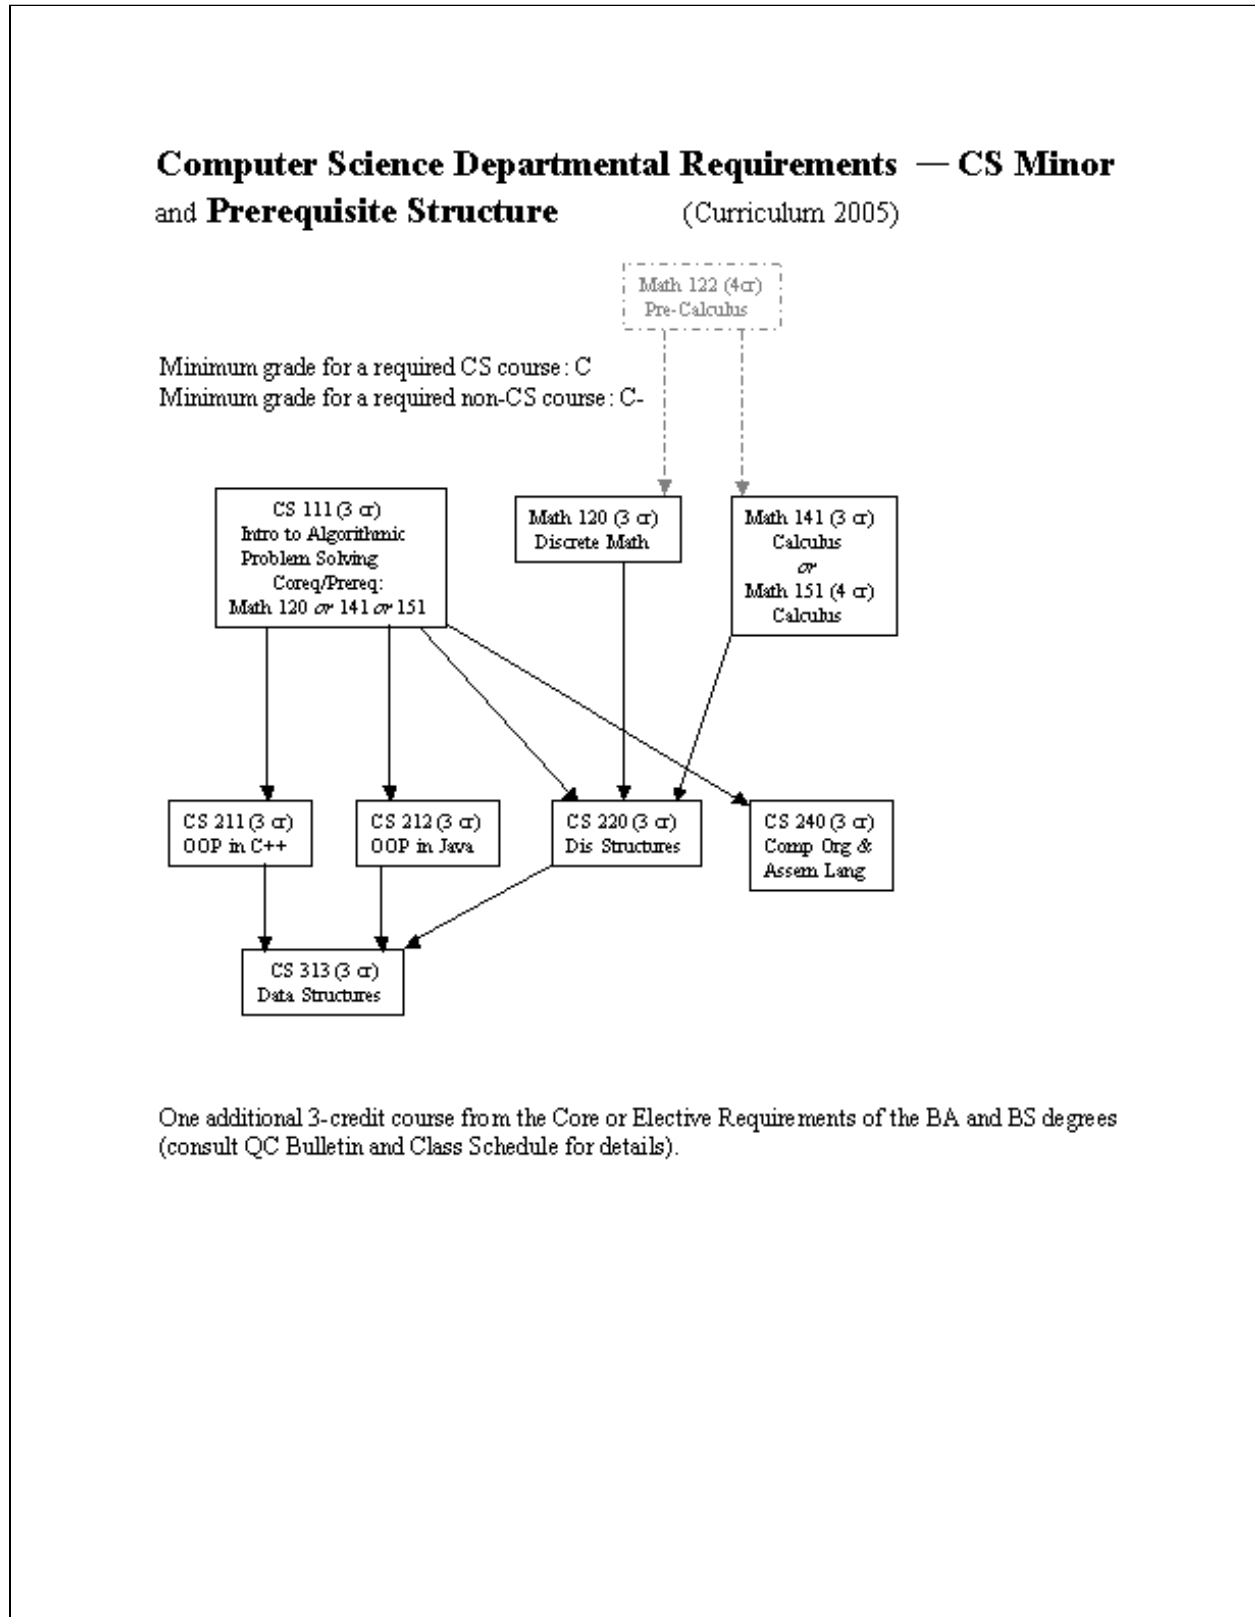 Computer Science Departmental Requirements — CS Minor
and Prerequisite Structure (Curriculum 2005)
Math 122 (4cr)
Pre-Calculus
Minimum grade for a required CS course: C
Minimum grade for a required non-CS course: C-
CS 111 (3 cr)
Intro to Algorithmic
Problem Solving
Coreq/Prereq:
Math 120 or 141 or 151
Math 120 (3 cr)
Discrete Math
Math 141 (3 cr)
Calculus
or
Math 151 (4 cr)
Calculus
CS 211 (3 cr)
OOP in C++
CS 212 (3 cr)
OOP in Java
CS 220 (3 cr)
Dis Structures
CS 240 (3 cr)
Comp Org &
Assem Lang
CS 313 (3 cr)
Data Structures
One additional 3-credit course from the Core or Elective Requirements of the BA and BS degrees
(consult QC Bulletin and Class Schedule for details).